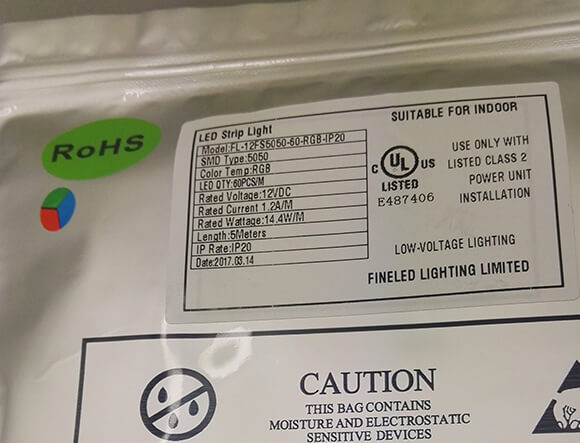 RoHS
LED Strip Light
Model:FL-12FS5050-60-RGB-IP20
SMD Type:5050
Color Temp:RGB
LED QTY:60PCS/M
Rated Voltage:12VDC
Rated Current 1.2A/M
Rated Wattage:14.4W/M
Length:5Meters
IP Rate:IP20
Date:2017.03.14
SUITABLE FOR INDOOR
C UL US
LISTED
E487406
USE ONLY WITH
LISTED CLASS 2
POWER UNIT
INSTALLATION
LOW-VOLTAGE LIGHTING
FINELED LIGHTING LIMITED
CAUTION
THIS BAG CONTAINS
MOISTURE AND ELECTROSTATIC
SENSITIVE DEVICES